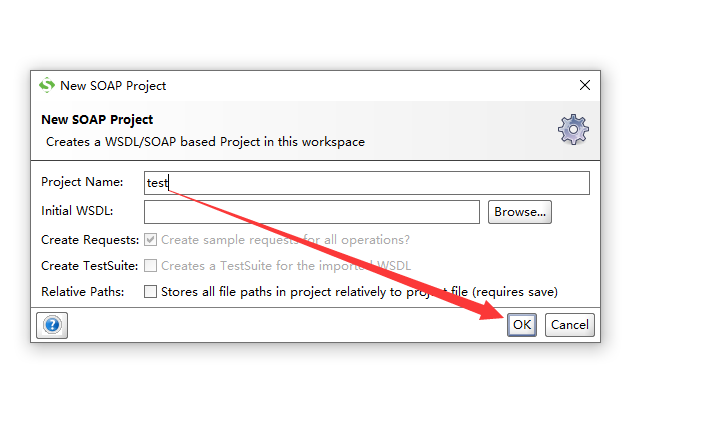 New SOAP Project
New SOAP Project
Creates a WSDL/SOAP based Project in this workspace
Project Name: test
Initial WSDL: Browse...
Create Requests: Create sample requests for all operations?
Create TestSuite: Creates a TestSuite for the imported WSDL
Relative Paths: Stores all file paths in project relatively to project file (requires save)
? OK Cancel